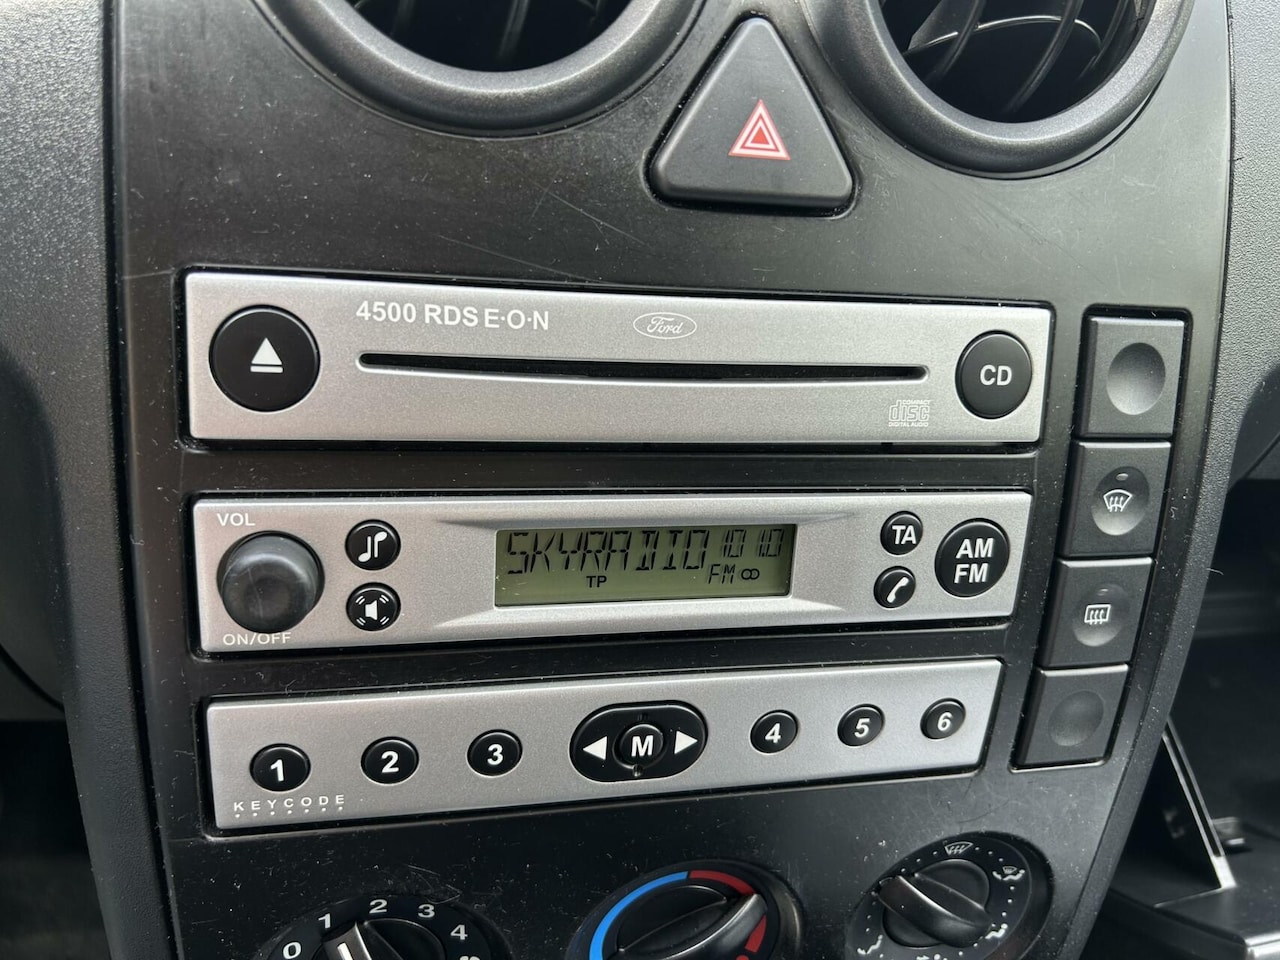 4500 RDS E·O·N
Ford
CD
COMPACT
disc
DIGITAL AUDIO
VOL
ON/OFF
SKYRADIO 101.0
TP FM
TA
AM
FM
1 2 3 M 4 5 6
KEYCODE
0 1 2 3 4